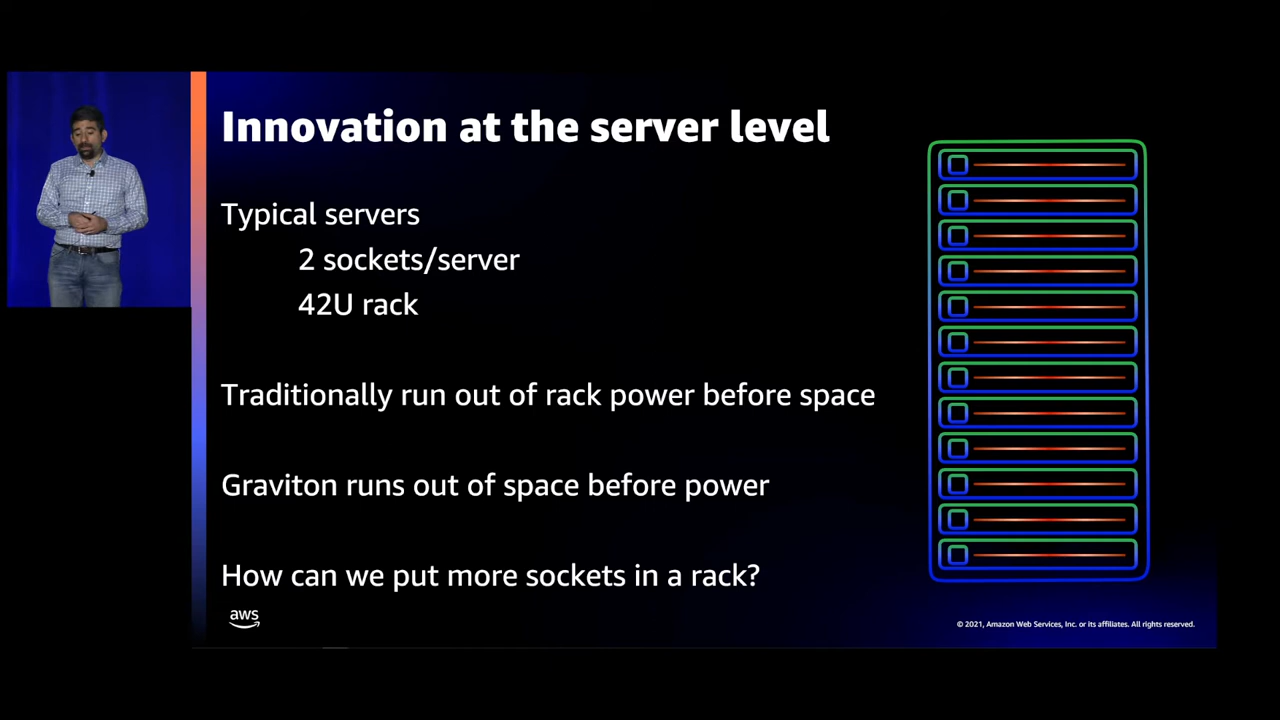 Innovation at the server level
Typical servers
2 sockets/server
42U rack
Traditionally run out of rack power before space
Graviton runs out of space before power
How can we put more sockets in a rack?
aws
© 2021, Amazon Web Services, Inc. or its affiliates. All rights reserved.